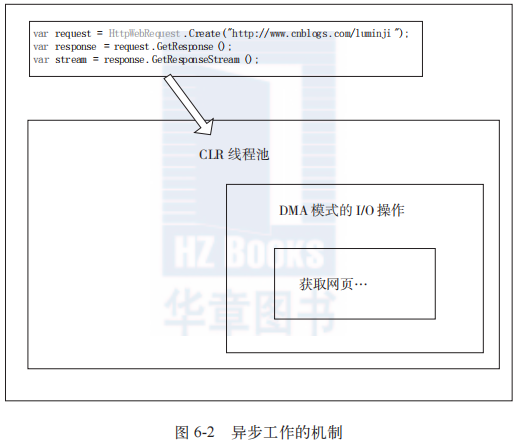 var request = HttpWebRequest.Create("http://www.cnblogs.com/luminji");
var response = request.GetResponse();
var stream = response.GetResponseStream();
CLR 线程池
DMA 模式的 I/O 操作
HZ BOOKS
获取网页…
华章图书
图 6-2 异步工作的机制